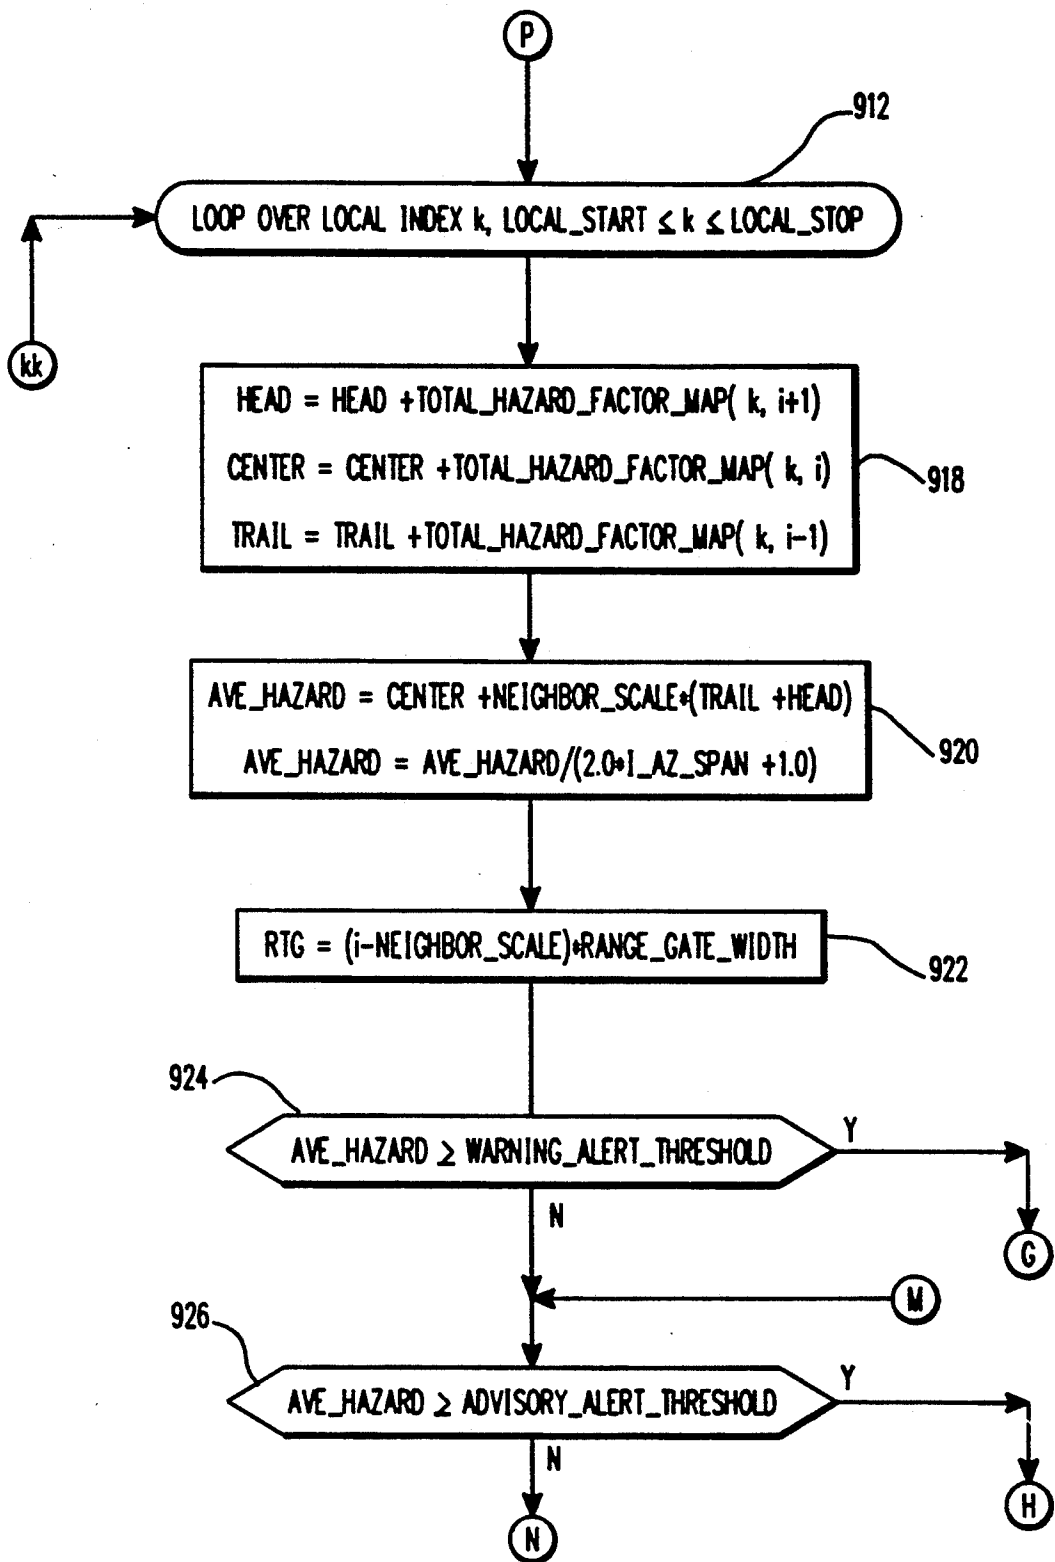 P
912
LOOP OVER LOCAL INDEX k, LOCAL_START ≤ k ≤ LOCAL_STOP
kk
HEAD = HEAD +TOTAL_HAZARD_FACTOR_MAP( k, i+1)
CENTER = CENTER +TOTAL_HAZARD_FACTOR_MAP( k, i)
918
TRAIL = TRAIL +TOTAL_HAZARD_FACTOR_MAP( k, i-1)
AVE_HAZARD = CENTER +NEIGHBOR_SCALE*(TRAIL +HEAD)
920
AVE_HAZARD = AVE_HAZARD/(2.0*I_AZ_SPAN +1.0)
RTG = (i-NEIGHBOR_SCALE)*RANGE_GATE_WIDTH
922
924
AVE_HAZARD ≥ WARNING_ALERT_THRESHOLD
Y
N
G
M
926
AVE_HAZARD ≥ ADVISORY_ALERT_THRESHOLD
Y
N
H
N